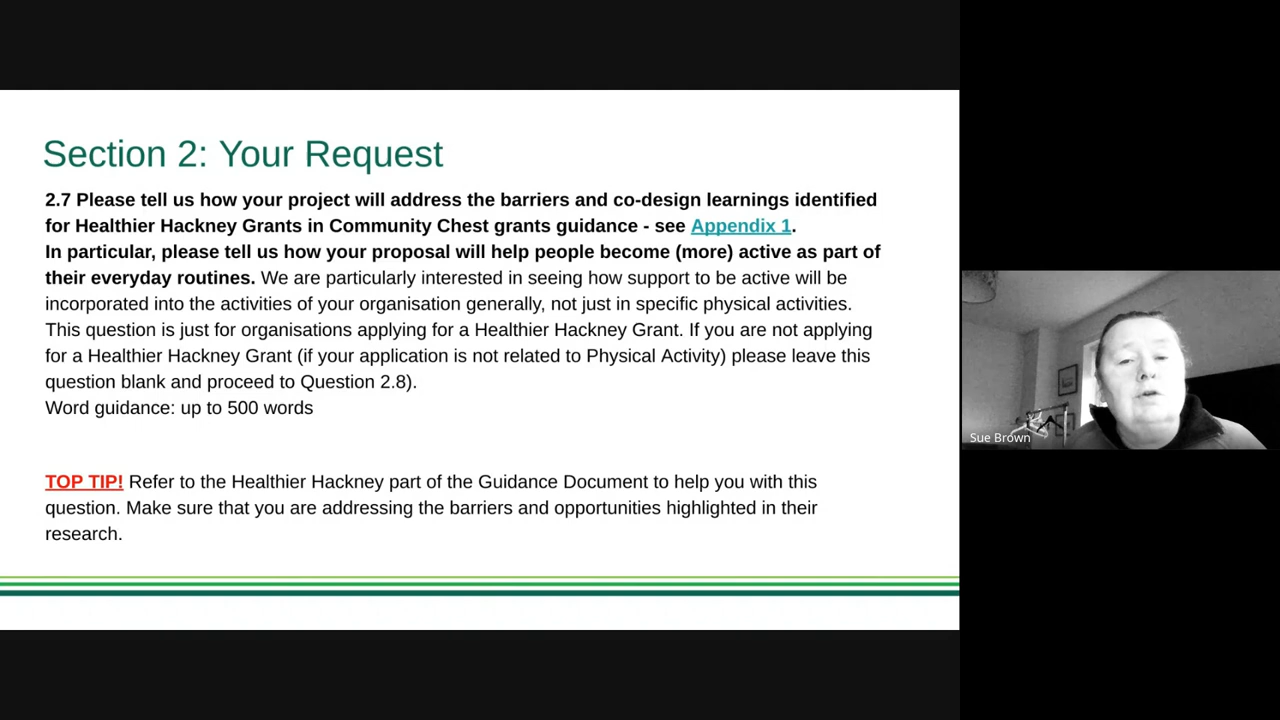 Section 2: Your Request
2.7 Please tell us how your project will address the barriers and co-design learnings identified
for Healthier Hackney Grants in Community Chest grants guidance - see Appendix 1.
In particular, please tell us how your proposal will help people become (more) active as part of
their everyday routines. We are particularly interested in seeing how support to be active will be
incorporated into the activities of your organisation generally, not just in specific physical activities.
This question is just for organisations applying for a Healthier Hackney Grant. If you are not applying
for a Healthier Hackney Grant (if your application is not related to Physical Activity) please leave this
question blank and proceed to Question 2.8).
Word guidance: up to 500 words
TOP TIP! Refer to the Healthier Hackney part of the Guidance Document to help you with this
question. Make sure that you are addressing the barriers and opportunities highlighted in their
research.
Sue Brown